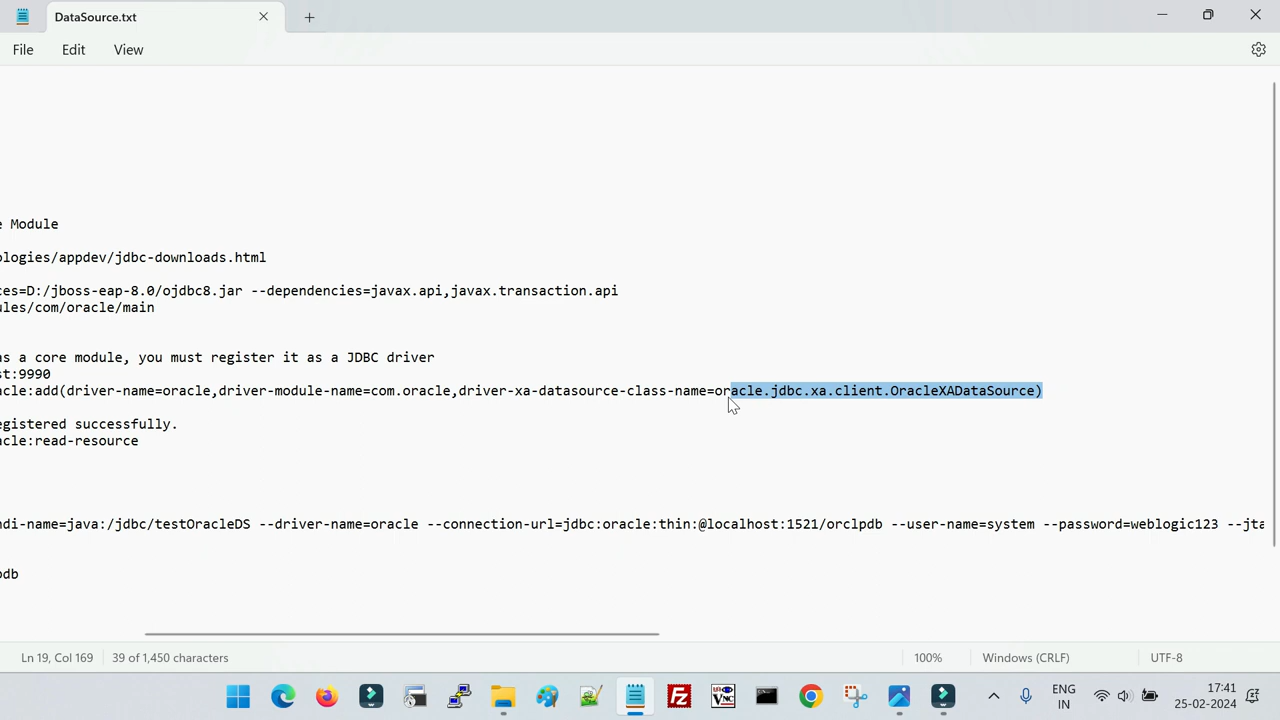 DataSource.txt
File Edit View
e Module
ologies/appdev/jdbc-downloads.html
ces=D:/jboss-eap-8.0/ojdbc8.jar --dependencies=javax.api,javax.transaction.api
ules/com/oracle/main
as a core module, you must register it as a JDBC driver
st:9990
acle:add(driver-name=oracle,driver-module-name=com.oracle,driver-xa-datasource-class-name=oracle.jdbc.xa.client.OracleXADataSource)
egistered successfully.
acle:read-resource
ndi-name=java:/jdbc/testOracleDS --driver-name=oracle --connection-url=jdbc:oracle:thin:@localhost:1521/orclpdb --user-name=system --password=weblogic123 --jta
pdb
Ln 19, Col 169 39 of 1,450 characters 100% Windows (CRLF) UTF-8
ENG 17:41
IN 25-02-2024